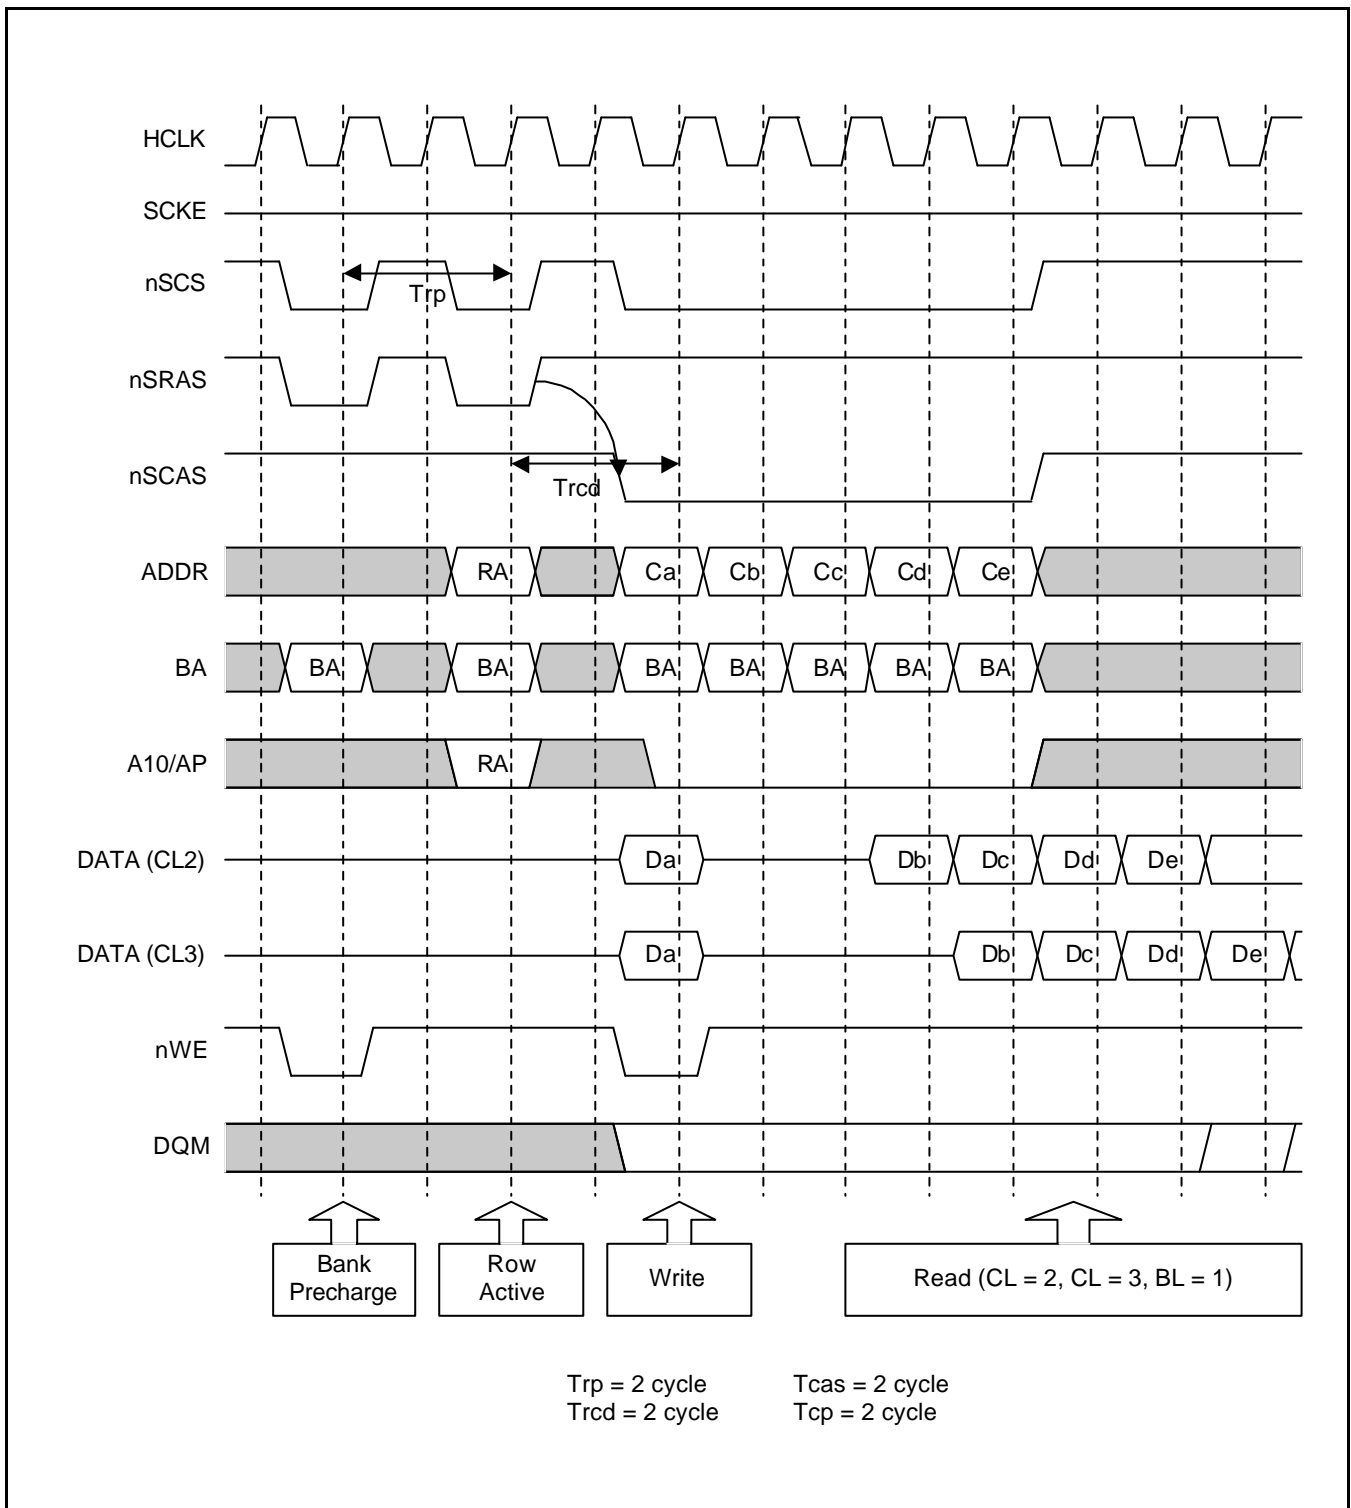 HCLK
SCKE
nSCS
Trp
nSRAS
nSCAS
Trcd
ADDR RA Ca Cb Cc Cd Ce
BA BA BA BA BA BA BA BA
A10/AP RA
DATA (CL2) Da Db Dc Dd De
DATA (CL3) Da Db Dc Dd De
nWE
DQM
Bank
Precharge
Row
Active
Write
Read (CL = 2, CL = 3, BL = 1)
Trp = 2 cycle Tcas = 2 cycle
Trcd = 2 cycle Tcp = 2 cycle